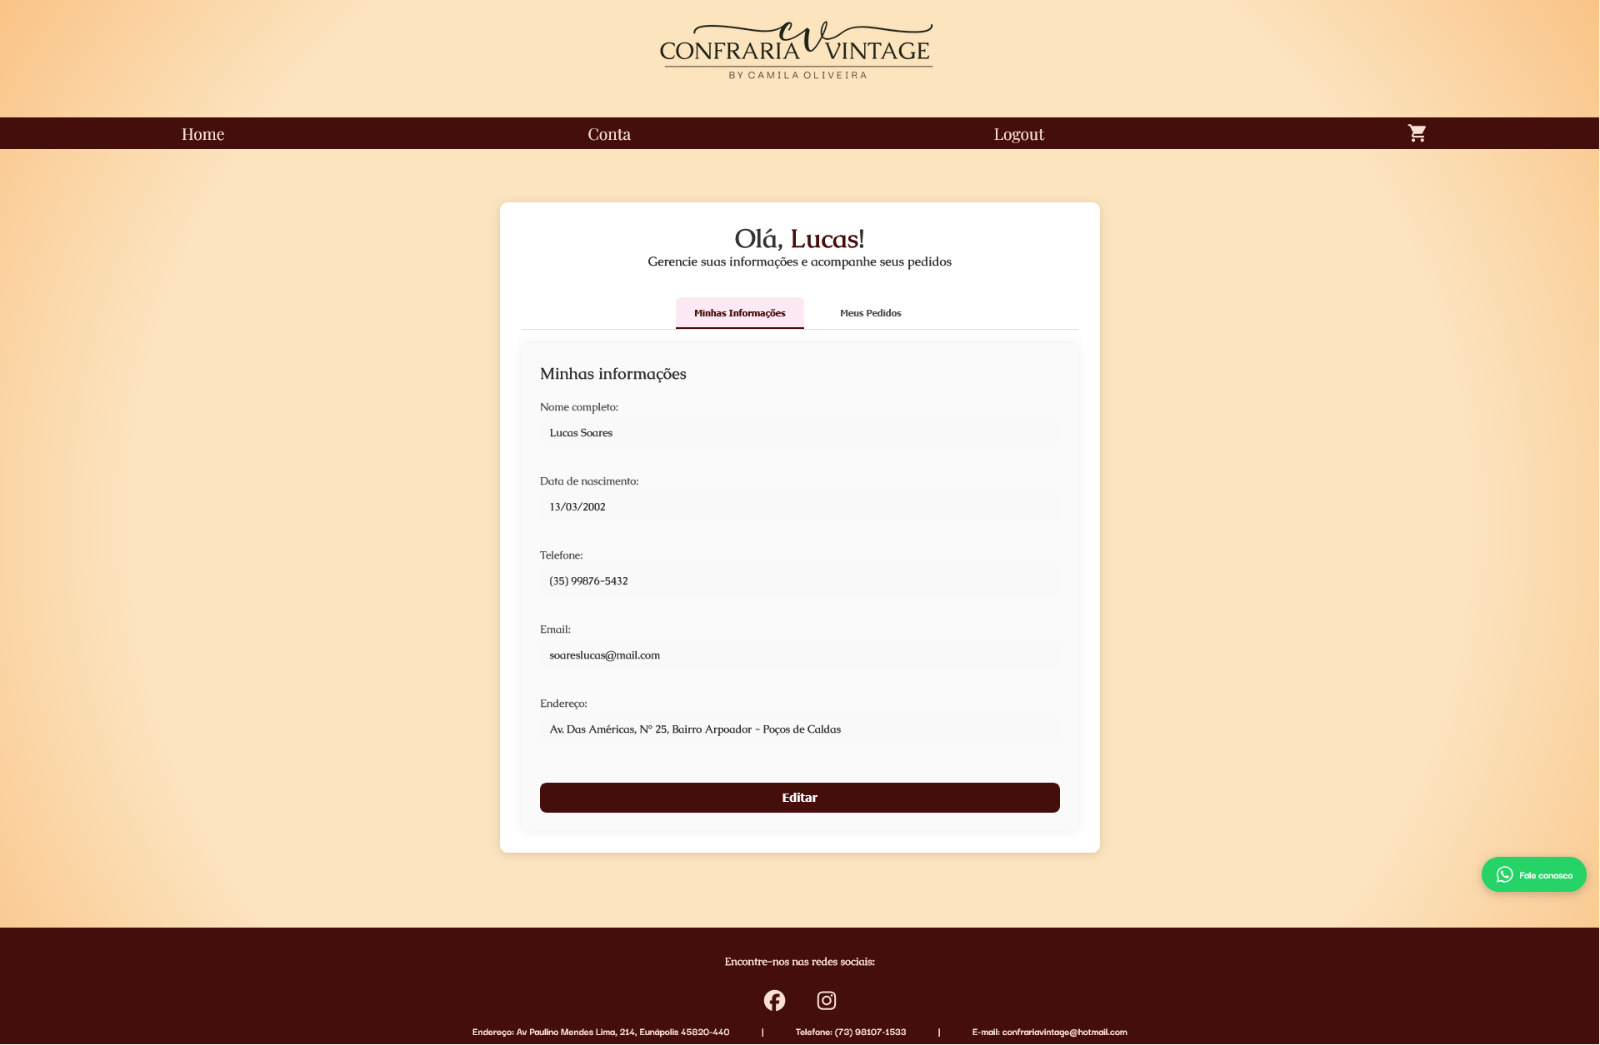 CV
CONFRARIA VINTAGE
BY CAMILA OLIVEIRA
Home
Conta
Logout
Olá, Lucas!
Gerencie suas informações e acompanhe seus pedidos
Minhas Informações
Meus Pedidos
Minhas informações
Nome completo:
Lucas Soares
Data de nascimento:
13/03/2002
Telefone:
(35) 99876-5432
Email:
soareslucas@mail.com
Endereço:
Av. Das Américas, Nº 25, Bairro Arpoador - Poços de Caldas
Editar
Fale conosco
Encontre-nos nas redes sociais:
Endereço: Av Paulino Mendes Lima, 214, Eunápolis 45820-440 | Telefone: (73) 98107-1533 | E-mail: confrariavintage@hotmail.com